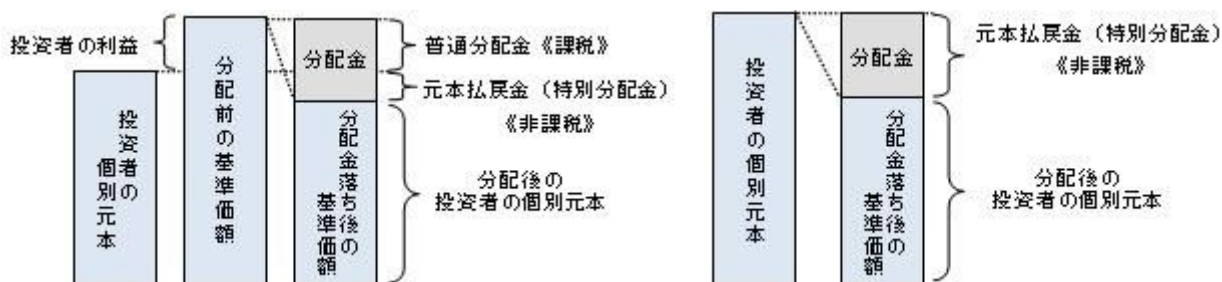 投資者の利益
投資者の
個別元本
分配前の基準価額
分配金
分配金落ち後の
基準価額
普通分配金《課税》
元本払戻金（特別分配金）
《非課税》
分配後の
投資者の個別元本
投資者の個別元本
分配金
分配金落ち後の
基準価額
元本払戻金（特別分配金）
《非課税》
分配後の
投資者の個別元本